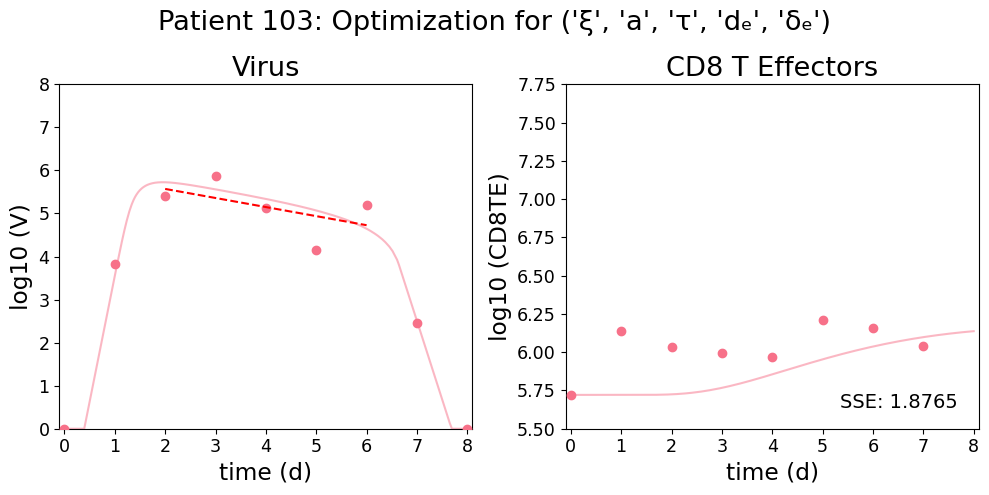 Patient 103: Optimization for ('ξ', 'a', 'τ', 'dₑ', 'δₑ')
Virus
log10 (V)
8
7
6
5
4
3
2
1
0
0 1 2 3 4 5 6 7 8
time (d)
CD8 T Effectors
log10 (CD8TE)
7.75
7.50
7.25
7.00
6.75
6.50
6.25
6.00
5.75
5.50
SSE: 1.8765
0 1 2 3 4 5 6 7 8
time (d)